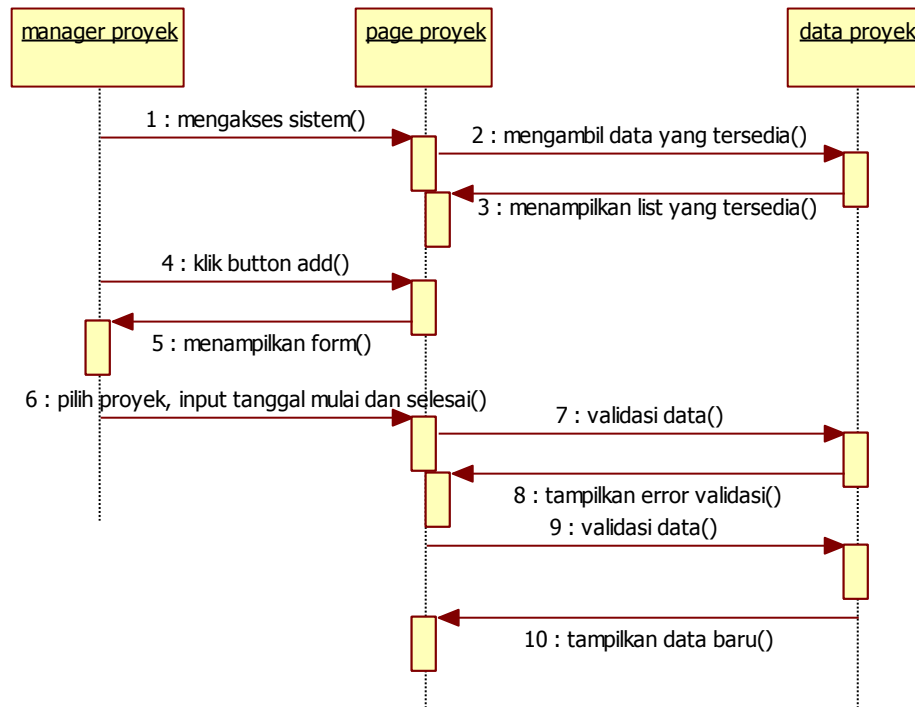 manager proyek
page proyek
data proyek
1 : mengakses sistem()
2 : mengambil data yang tersedia()
3 : menampilkan list yang tersedia()
4 : klik button add()
5 : menampilkan form()
6 : pilih proyek, input tanggal mulai dan selesai()
7 : validasi data()
8 : tampilkan error validasi()
9 : validasi data()
10 : tampilkan data baru()